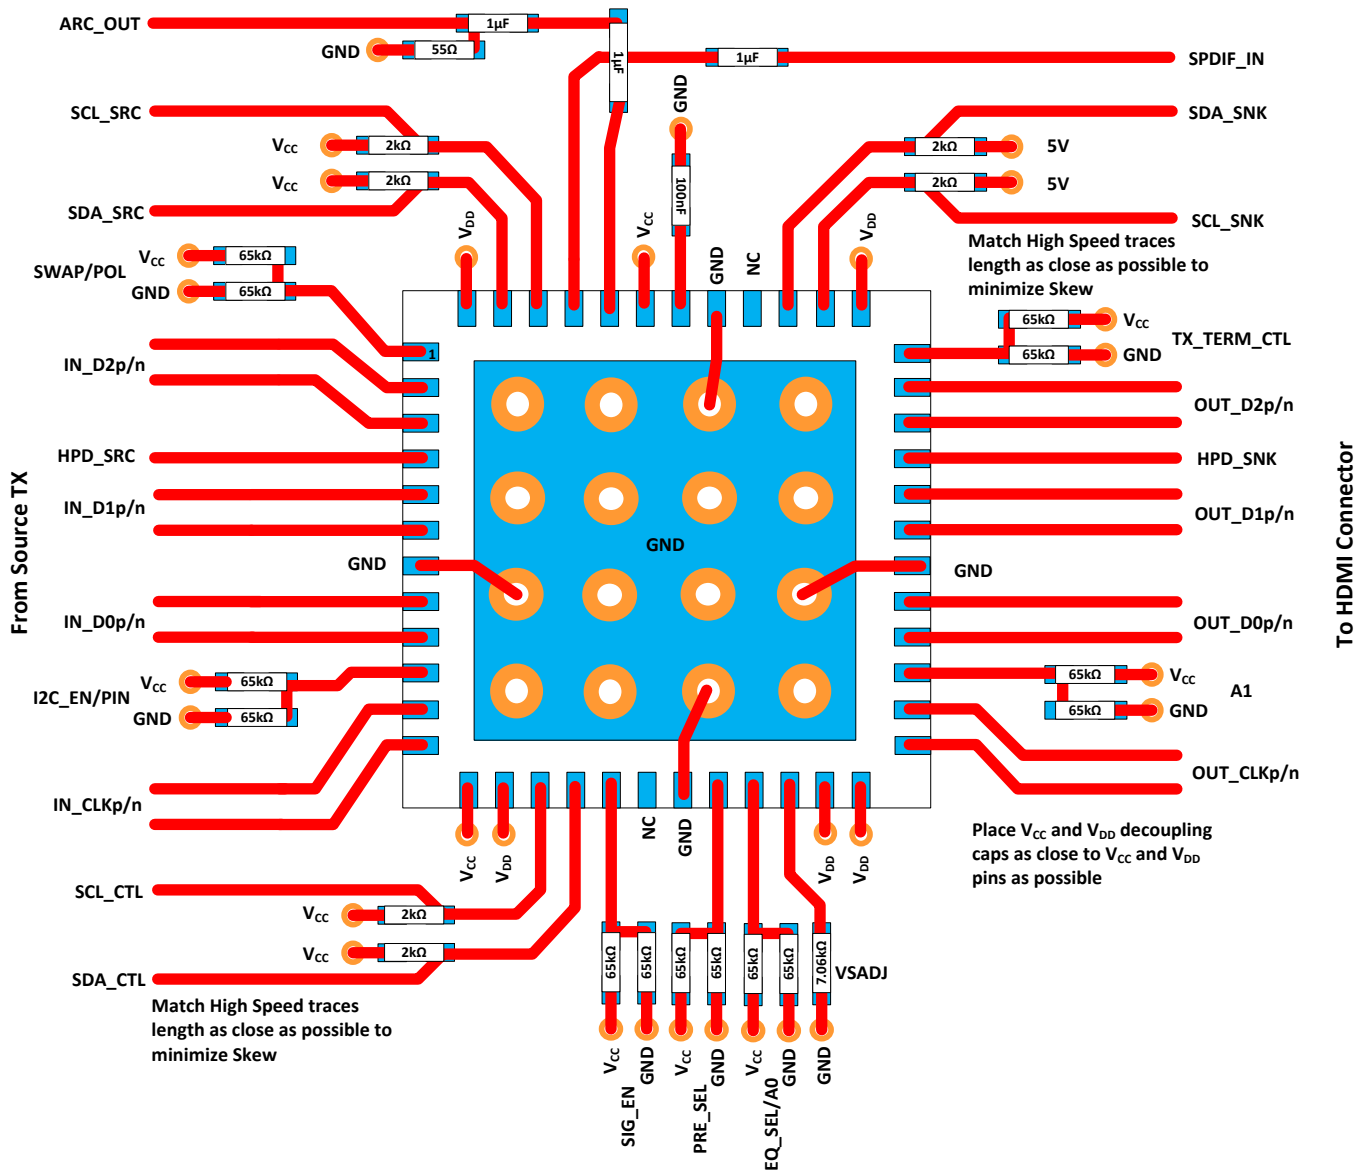 ARC_OUT
1µF
GND
55Ω
1µF
1µF
SPDIF_IN
SCL_SRC
GND
SDA_SNK
VCC
2kΩ
2kΩ
5V
VCC
2kΩ
100nF
2kΩ
5V
SDA_SRC
VDD
VCC
VDD
SCL_SNK
GND
NC
Match High Speed traces
length as close as possible to
minimize Skew
VCC
65kΩ
SWAP/POL
GND
65kΩ
65kΩ
VCC
TX_TERM_CTL
65kΩ
GND
1
IN_D2p/n
OUT_D2p/n
HPD_SRC
HPD_SNK
IN_D1p/n
OUT_D1p/n
GND
GND
GND
From Source TX
To HDMI Connector
IN_D0p/n
OUT_D0p/n
VCC
65kΩ
I2C_EN/PIN
GND
65kΩ
65kΩ
VCC
A1
65kΩ
GND
IN_CLKp/n
OUT_CLKp/n
VCC
VDD
NC
GND
VDD
VDD
Place VCC and VDD decoupling
caps as close to VCC and VDD
pins as possible
SCL_CTL
VCC
2kΩ
VCC
2kΩ
SDA_CTL
65kΩ
65kΩ
65kΩ
65kΩ
65kΩ
65kΩ
7.06kΩ
VSADJ
Match High Speed traces
length as close as possible to
minimize Skew
VCC
GND
VCC
GND
VCC
GND
GND
SIG_EN
PRE_SEL
EQ_SEL/A0